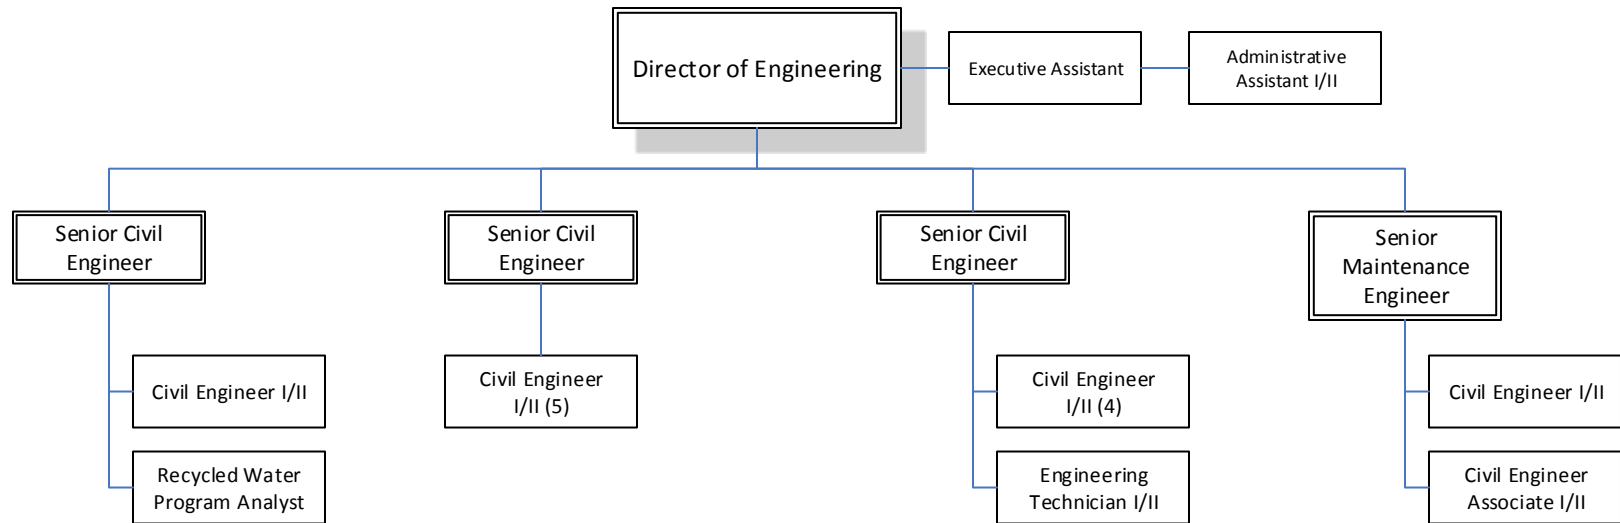 Director of Engineering
Executive Assistant
Administrative
Assistant I/II
Senior Civil
Engineer
Senior Civil
Engineer
Senior Civil
Engineer
Senior
Maintenance
Engineer
Civil Engineer I/II
Civil Engineer
I/II (5)
Civil Engineer
I/II (4)
Civil Engineer I/II
Recycled Water
Program Analyst
Engineering
Technician I/II
Civil Engineer
Associate I/II